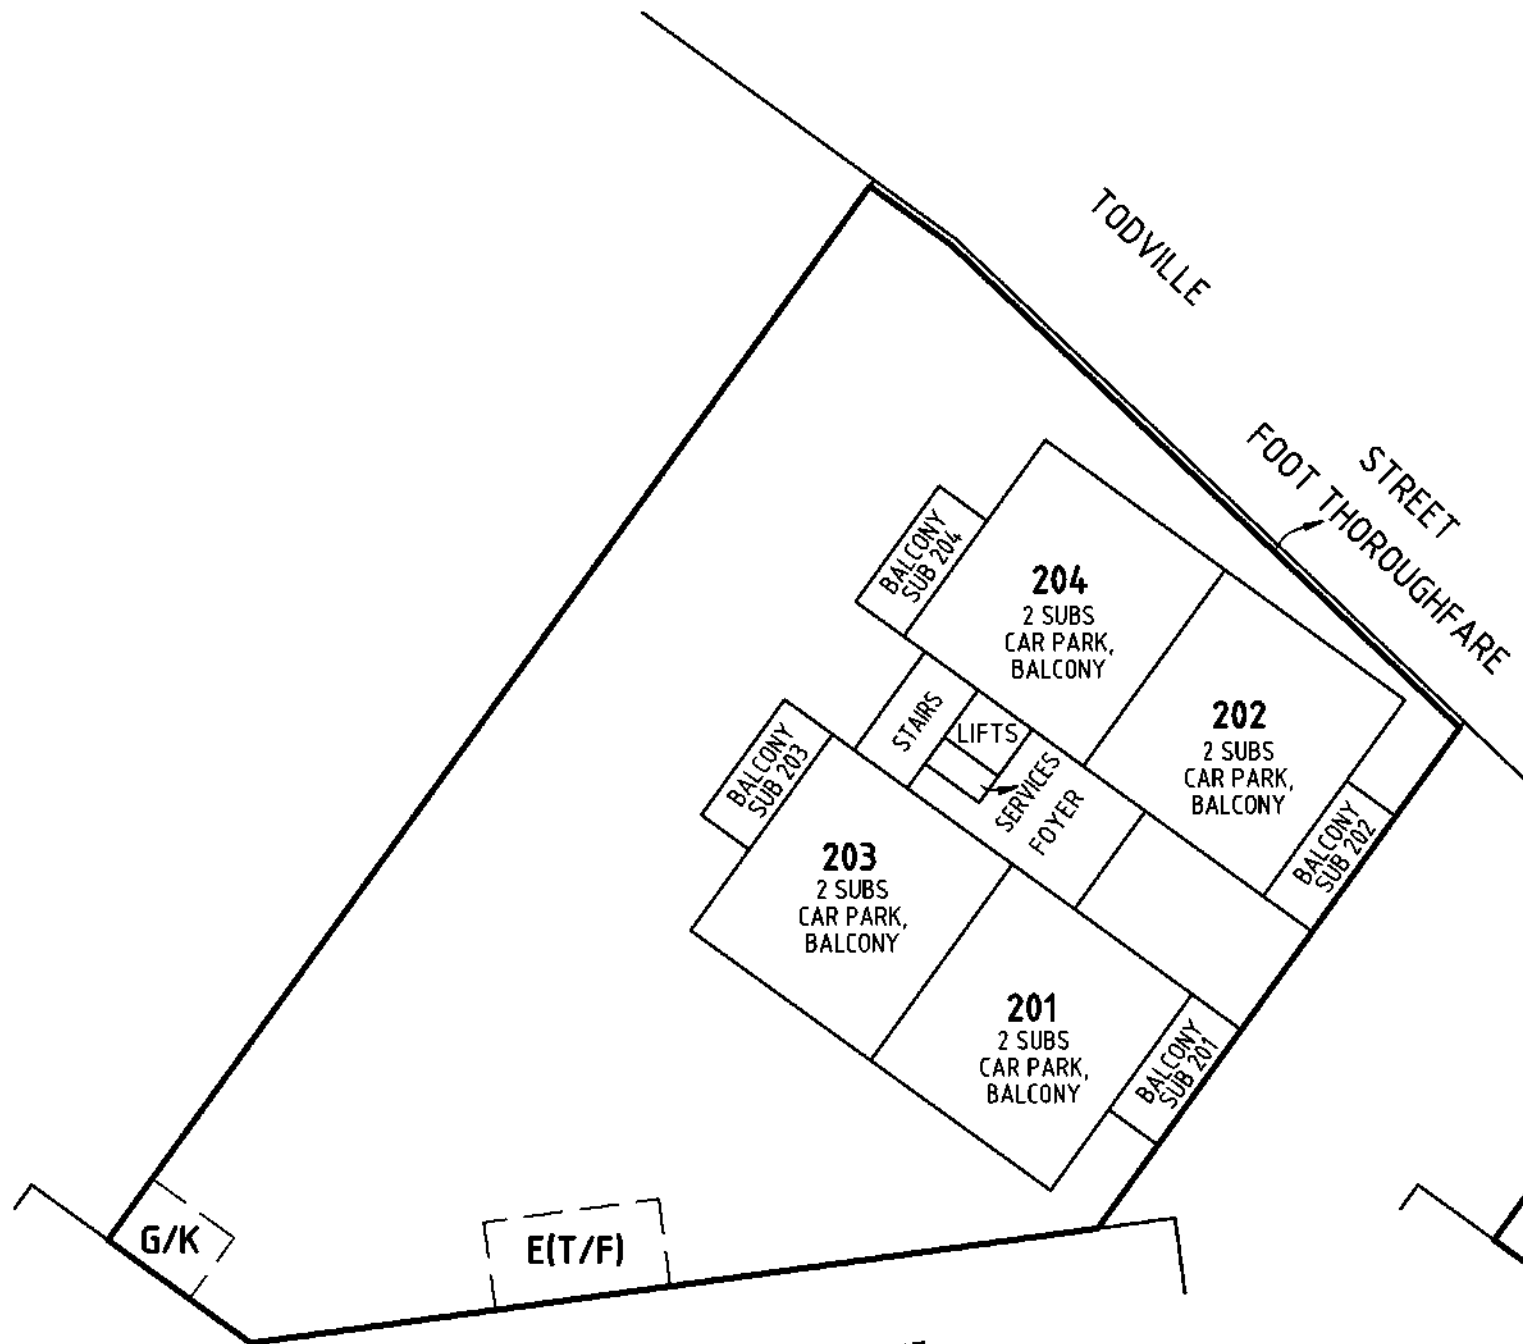 TODVILLE
STREET
FOOT THOROUGHFARE
BALCONY
SUB 204
204
2 SUBS
CAR PARK,
BALCONY
202
2 SUBS
CAR PARK,
BALCONY
STAIRS
LIFTS
SERVICES
FOYER
BALCONY
SUB 203
BALCONY
SUB 202
203
2 SUBS
CAR PARK,
BALCONY
201
2 SUBS
CAR PARK,
BALCONY
BALCONY
SUB 201
G/K
E(T/F)